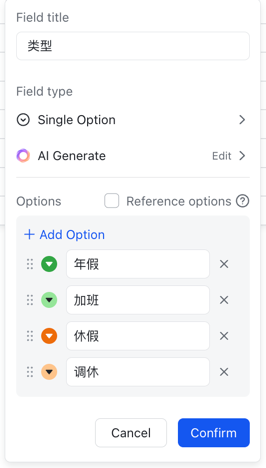 Field title
类型
Field type
Single Option
AI Generate Edit
Options Reference options
+ Add Option
年假
加班
休假
调休
Cancel Confirm